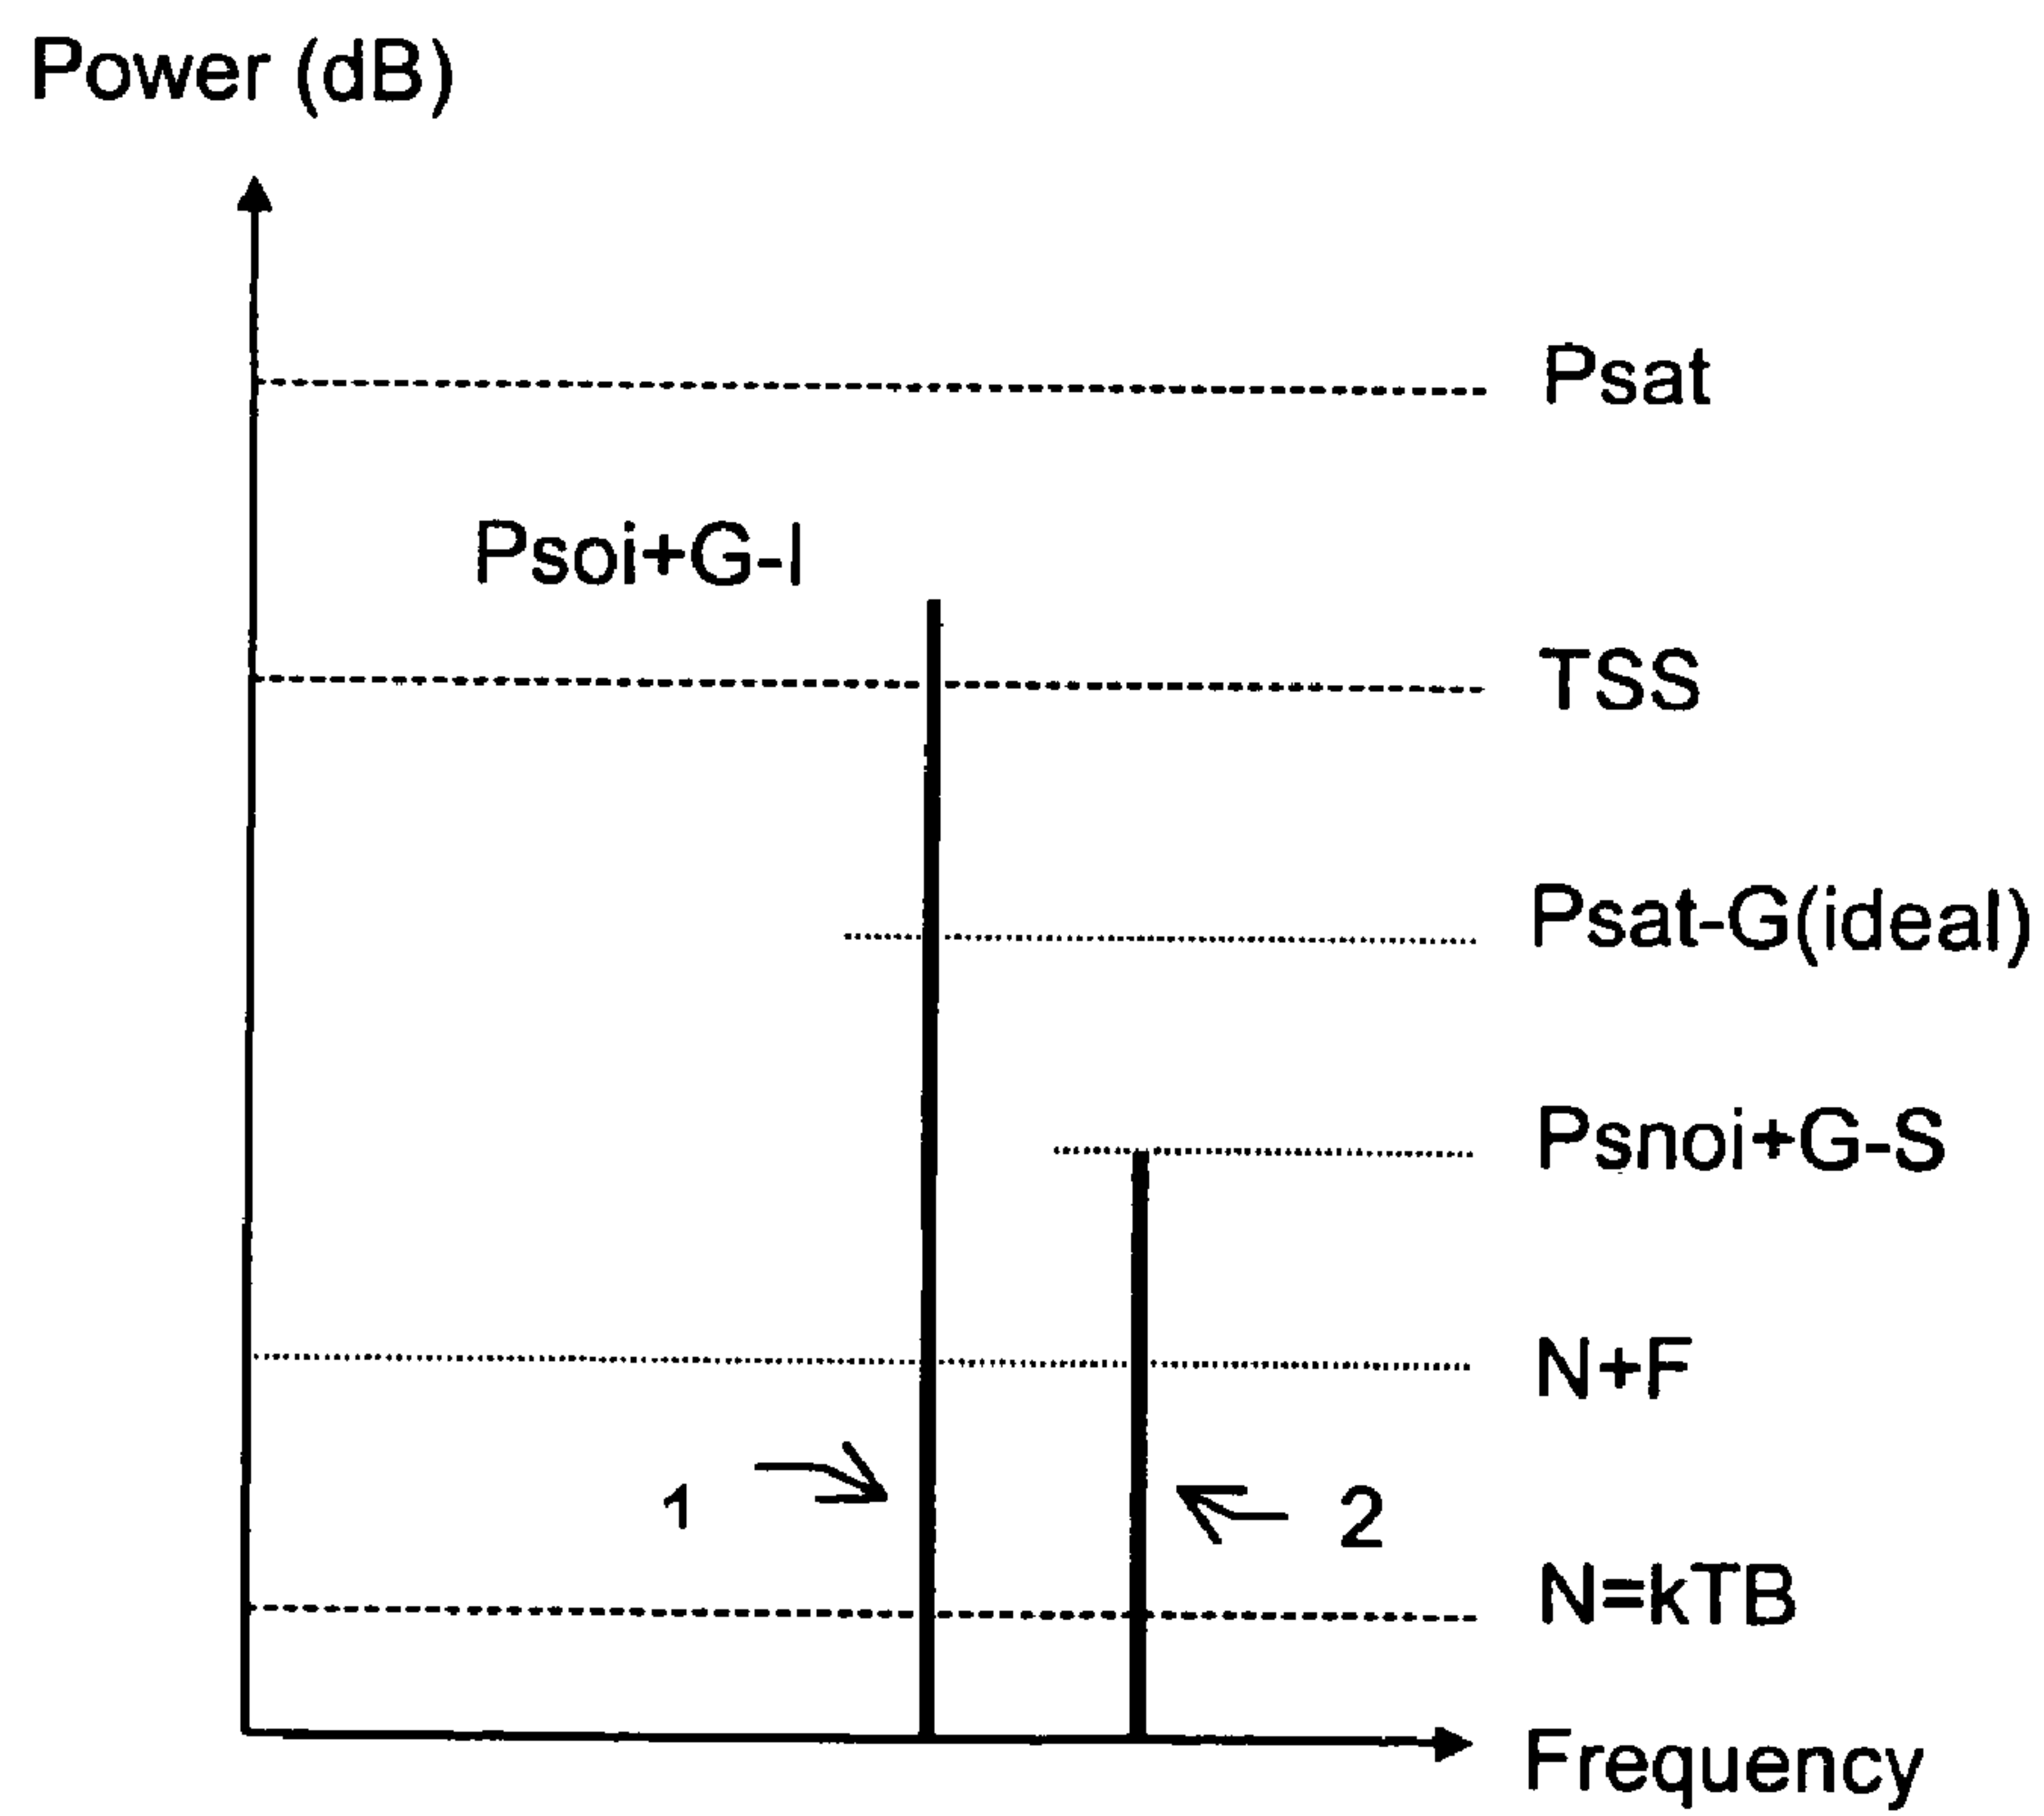 Power (dB)
Psat
Psoi+G-I
TSS
Psat-G(ideal)
Psnoi+G-S
N+F
1
2
N=kTB
Frequency